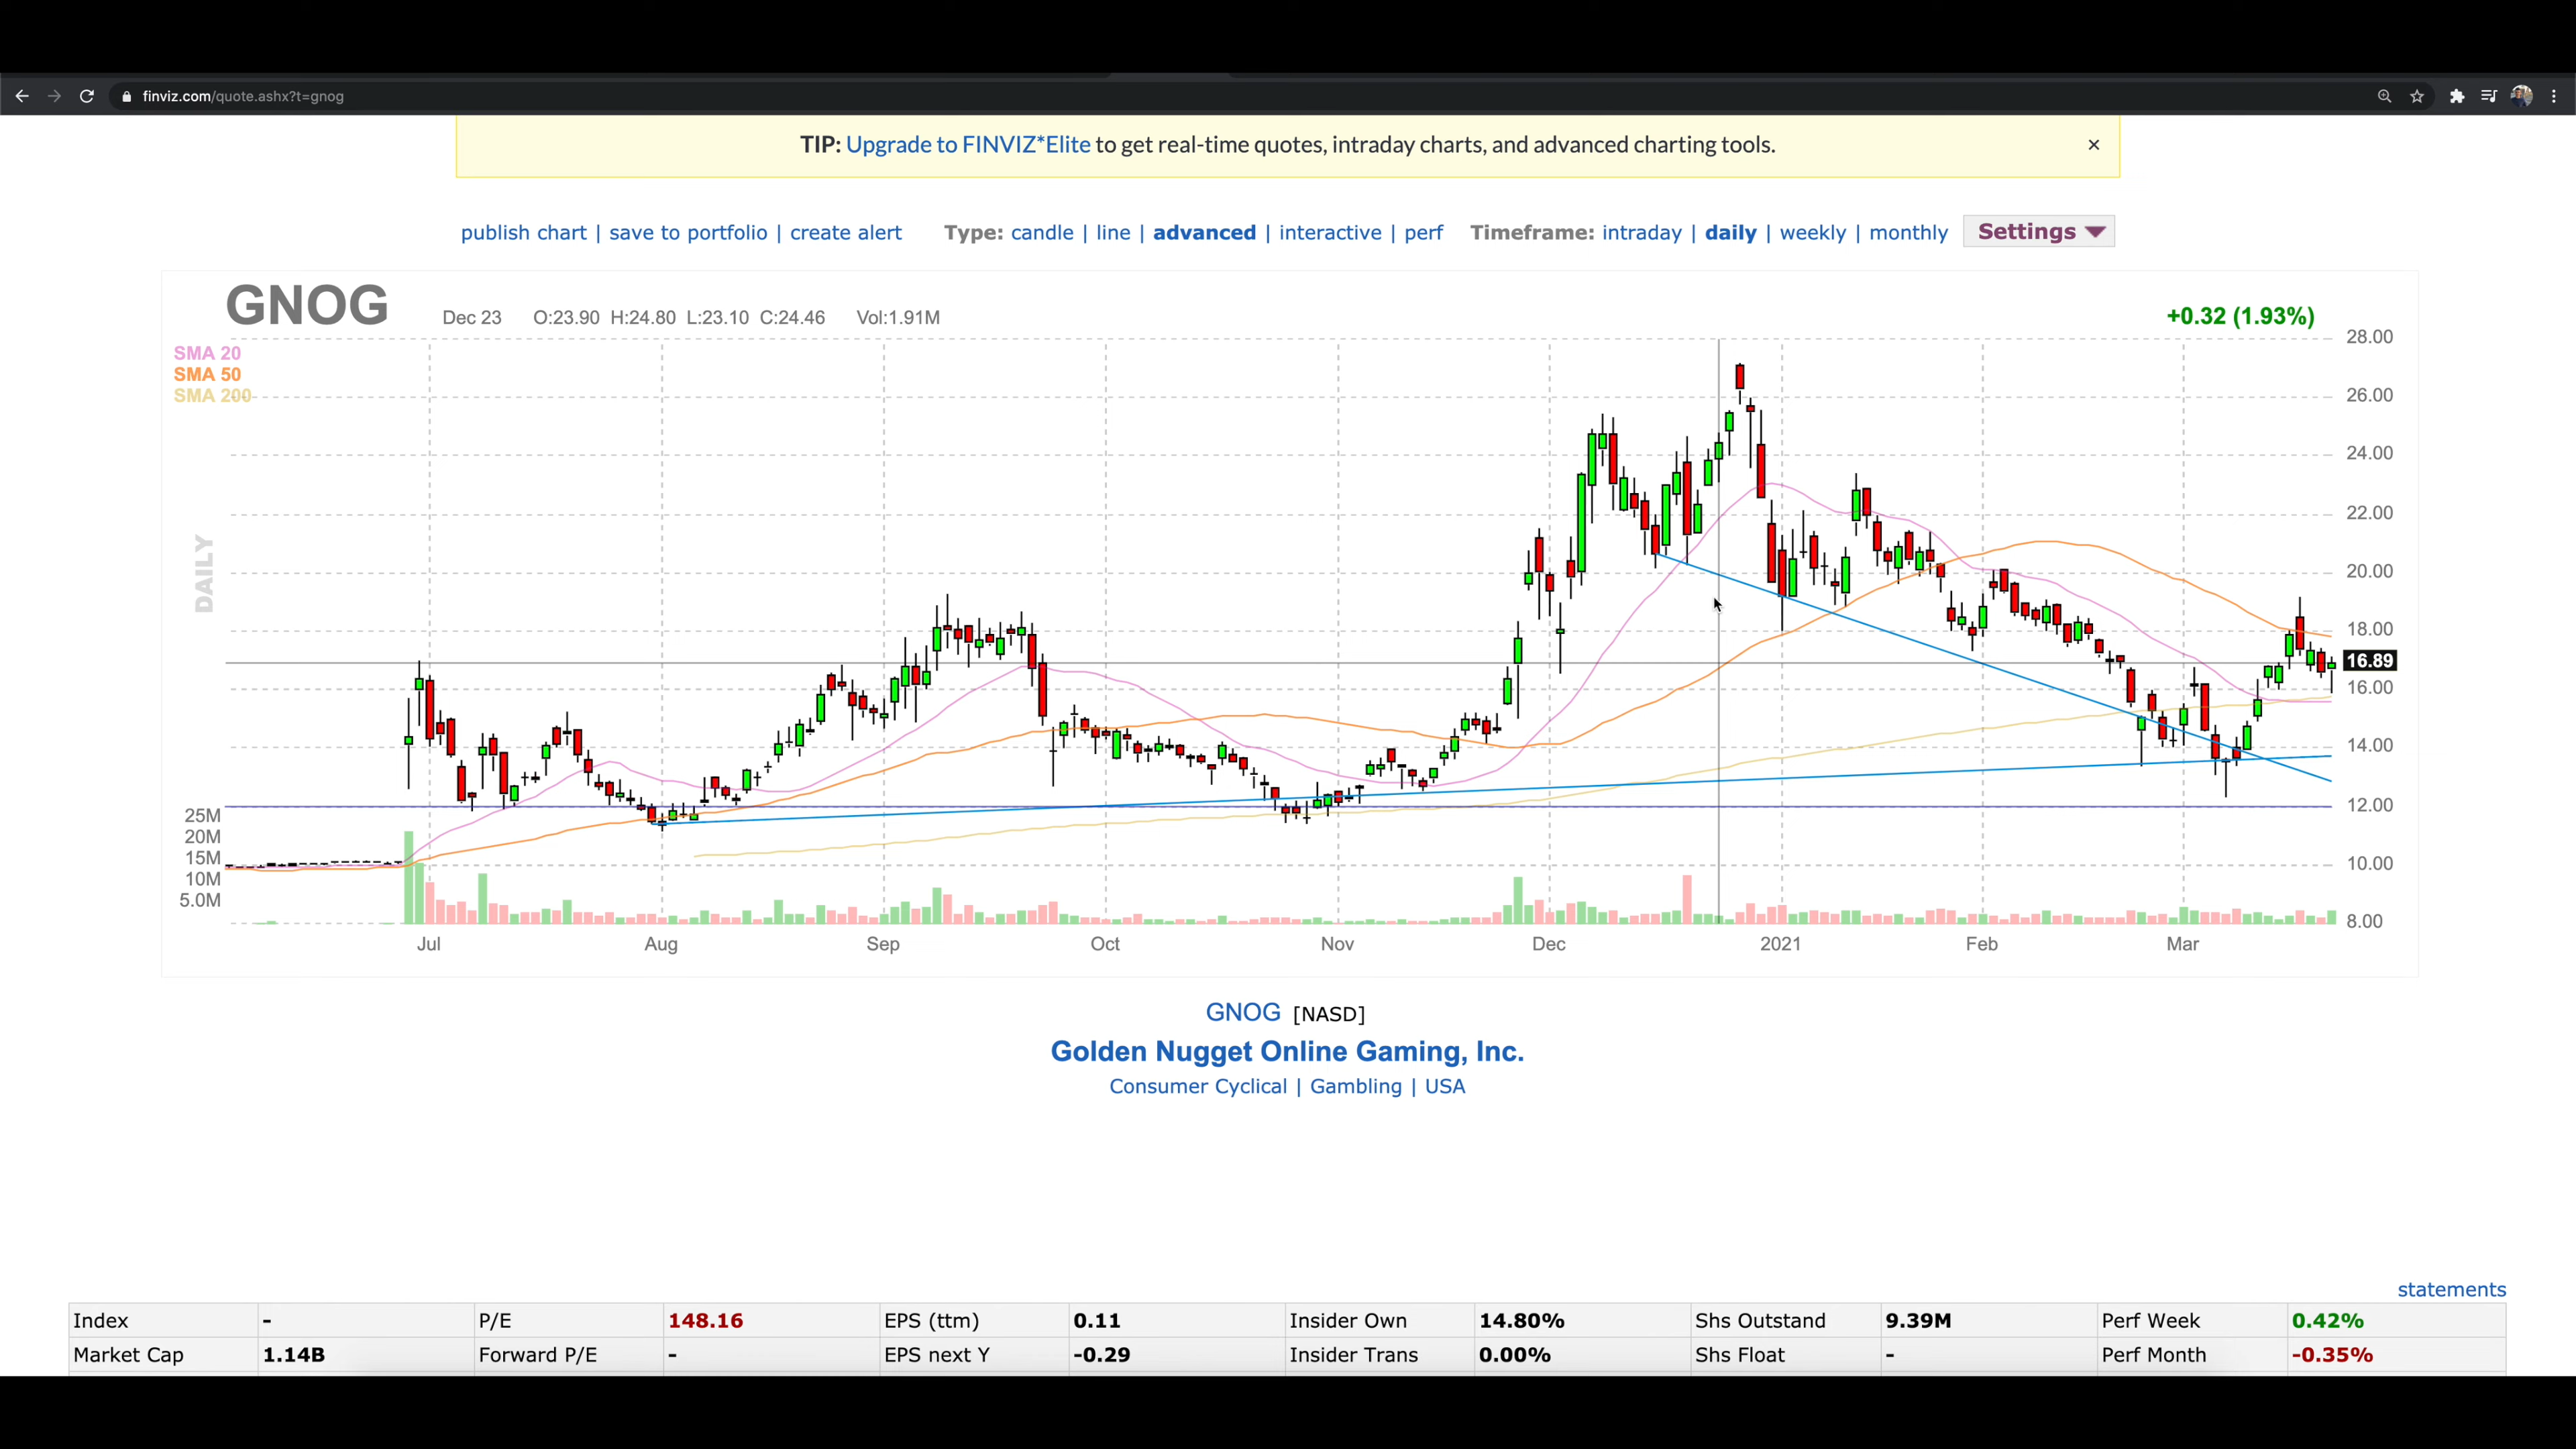 finviz.com/quote.ashx?t=gnog
TIP: Upgrade to FINVIZ*Elite to get real-time quotes, intraday charts, and advanced charting tools. ×
publish chart | save to portfolio | create alert Type: candle | line | advanced | interactive | perf Timeframe: intraday | daily | weekly | monthly Settings
GNOG Dec 23 O:23.90 H:24.80 L:23.10 C:24.46 Vol:1.91M +0.32 (1.93%)
SMA 20
SMA 50
SMA 200
DAILY
28.00
26.00
24.00
22.00
20.00
18.00
16.89
16.00
14.00
12.00
10.00
8.00
25M
20M
15M
10M
5.0M
Jul Aug Sep Oct Nov Dec 2021 Feb Mar
GNOG [NASD]
Golden Nugget Online Gaming, Inc.
Consumer Cyclical | Gambling | USA
statements
Index - P/E 148.16 EPS (ttm) 0.11 Insider Own 14.80% Shs Outstand 9.39M Perf Week 0.42%
Market Cap 1.14B Forward P/E - EPS next Y -0.29 Insider Trans 0.00% Shs Float - Perf Month -0.35%